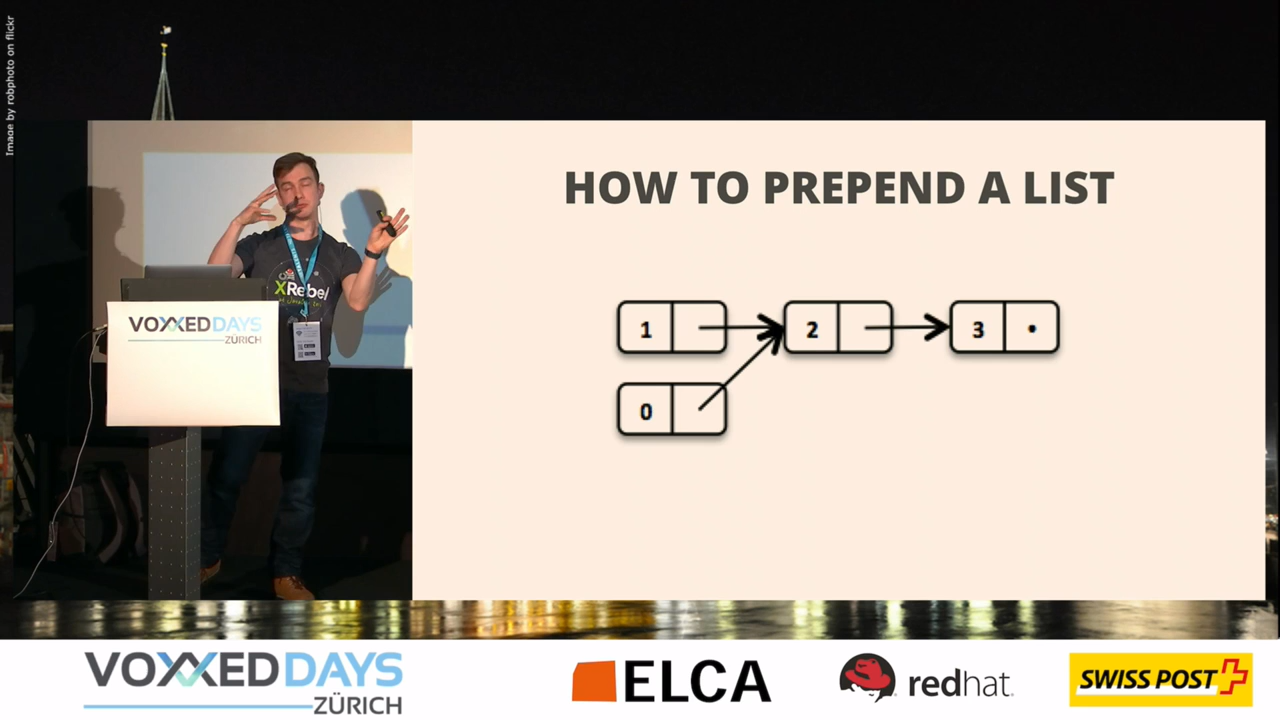 Image by robphoto on flickr
HOW TO PREPEND A LIST
1 2 3 •
0
XRebel
VOXXEDDAYS
ZÜRICH
VOXXEDDAYS
ZÜRICH
ELCA
redhat.
SWISS POST